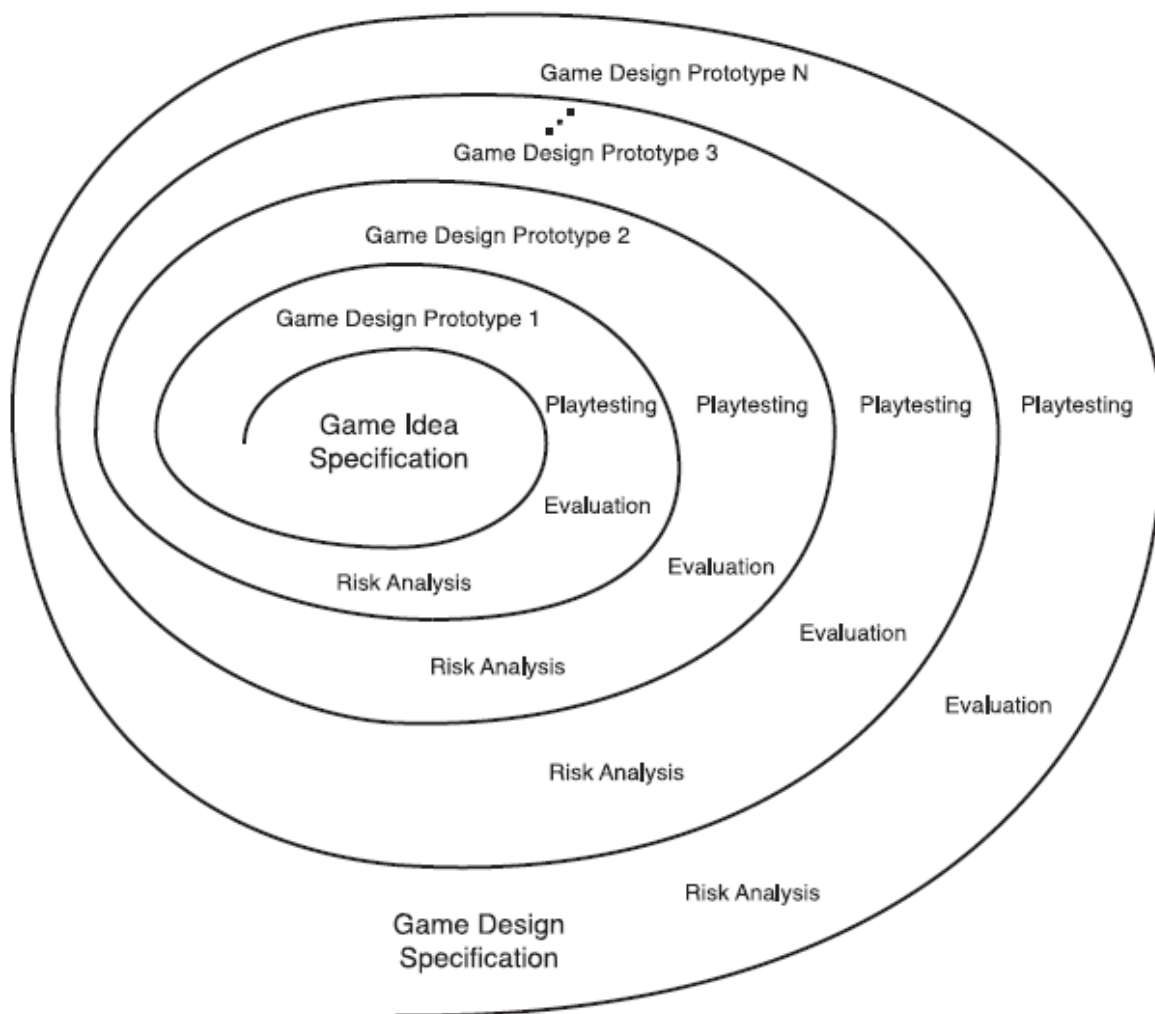 Game Design Prototype N
Game Design Prototype 3
Game Design Prototype 2
Game Design Prototype 1
Game Idea
Specification
Playtesting
Playtesting
Playtesting
Playtesting
Evaluation
Evaluation
Evaluation
Evaluation
Risk Analysis
Risk Analysis
Risk Analysis
Risk Analysis
Game Design
Specification